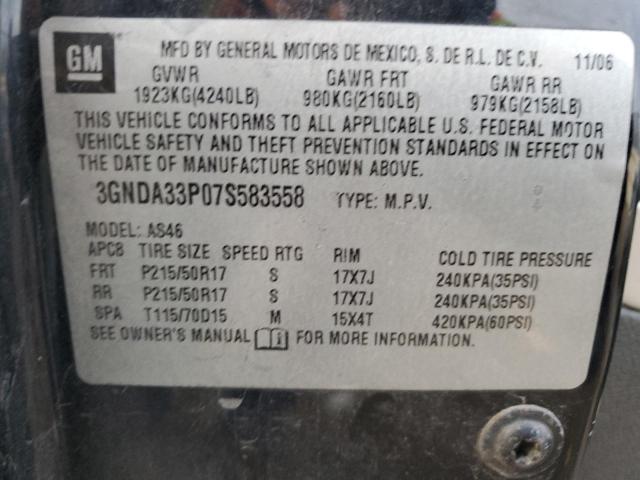 GM
MFD BY GENERAL MOTORS DE MEXICO, S. DE R.L. DE C.V. 11/06
GVWR GAWR FRT GAWR RR
1923KG(4240LB) 980KG(2160LB) 979KG(2158LB)
THIS VEHICLE CONFORMS TO ALL APPLICABLE U.S. FEDERAL MOTOR
VEHICLE SAFETY AND THEFT PREVENTION STANDARDS IN EFFECT ON
THE DATE OF MANUFACTURE SHOWN ABOVE.
3GNDA33P07S583558 TYPE: M.P.V.
MODEL: AS46
APC8 TIRE SIZE SPEED RTG RIM COLD TIRE PRESSURE
FRT P215/50R17 S 17X7J 240KPA(35PSI)
RR P215/50R17 S 17X7J 240KPA(35PSI)
SPA T115/70D15 M 15X4T 420KPA(60PSI)
SEE OWNER'S MANUAL FOR MORE INFORMATION.